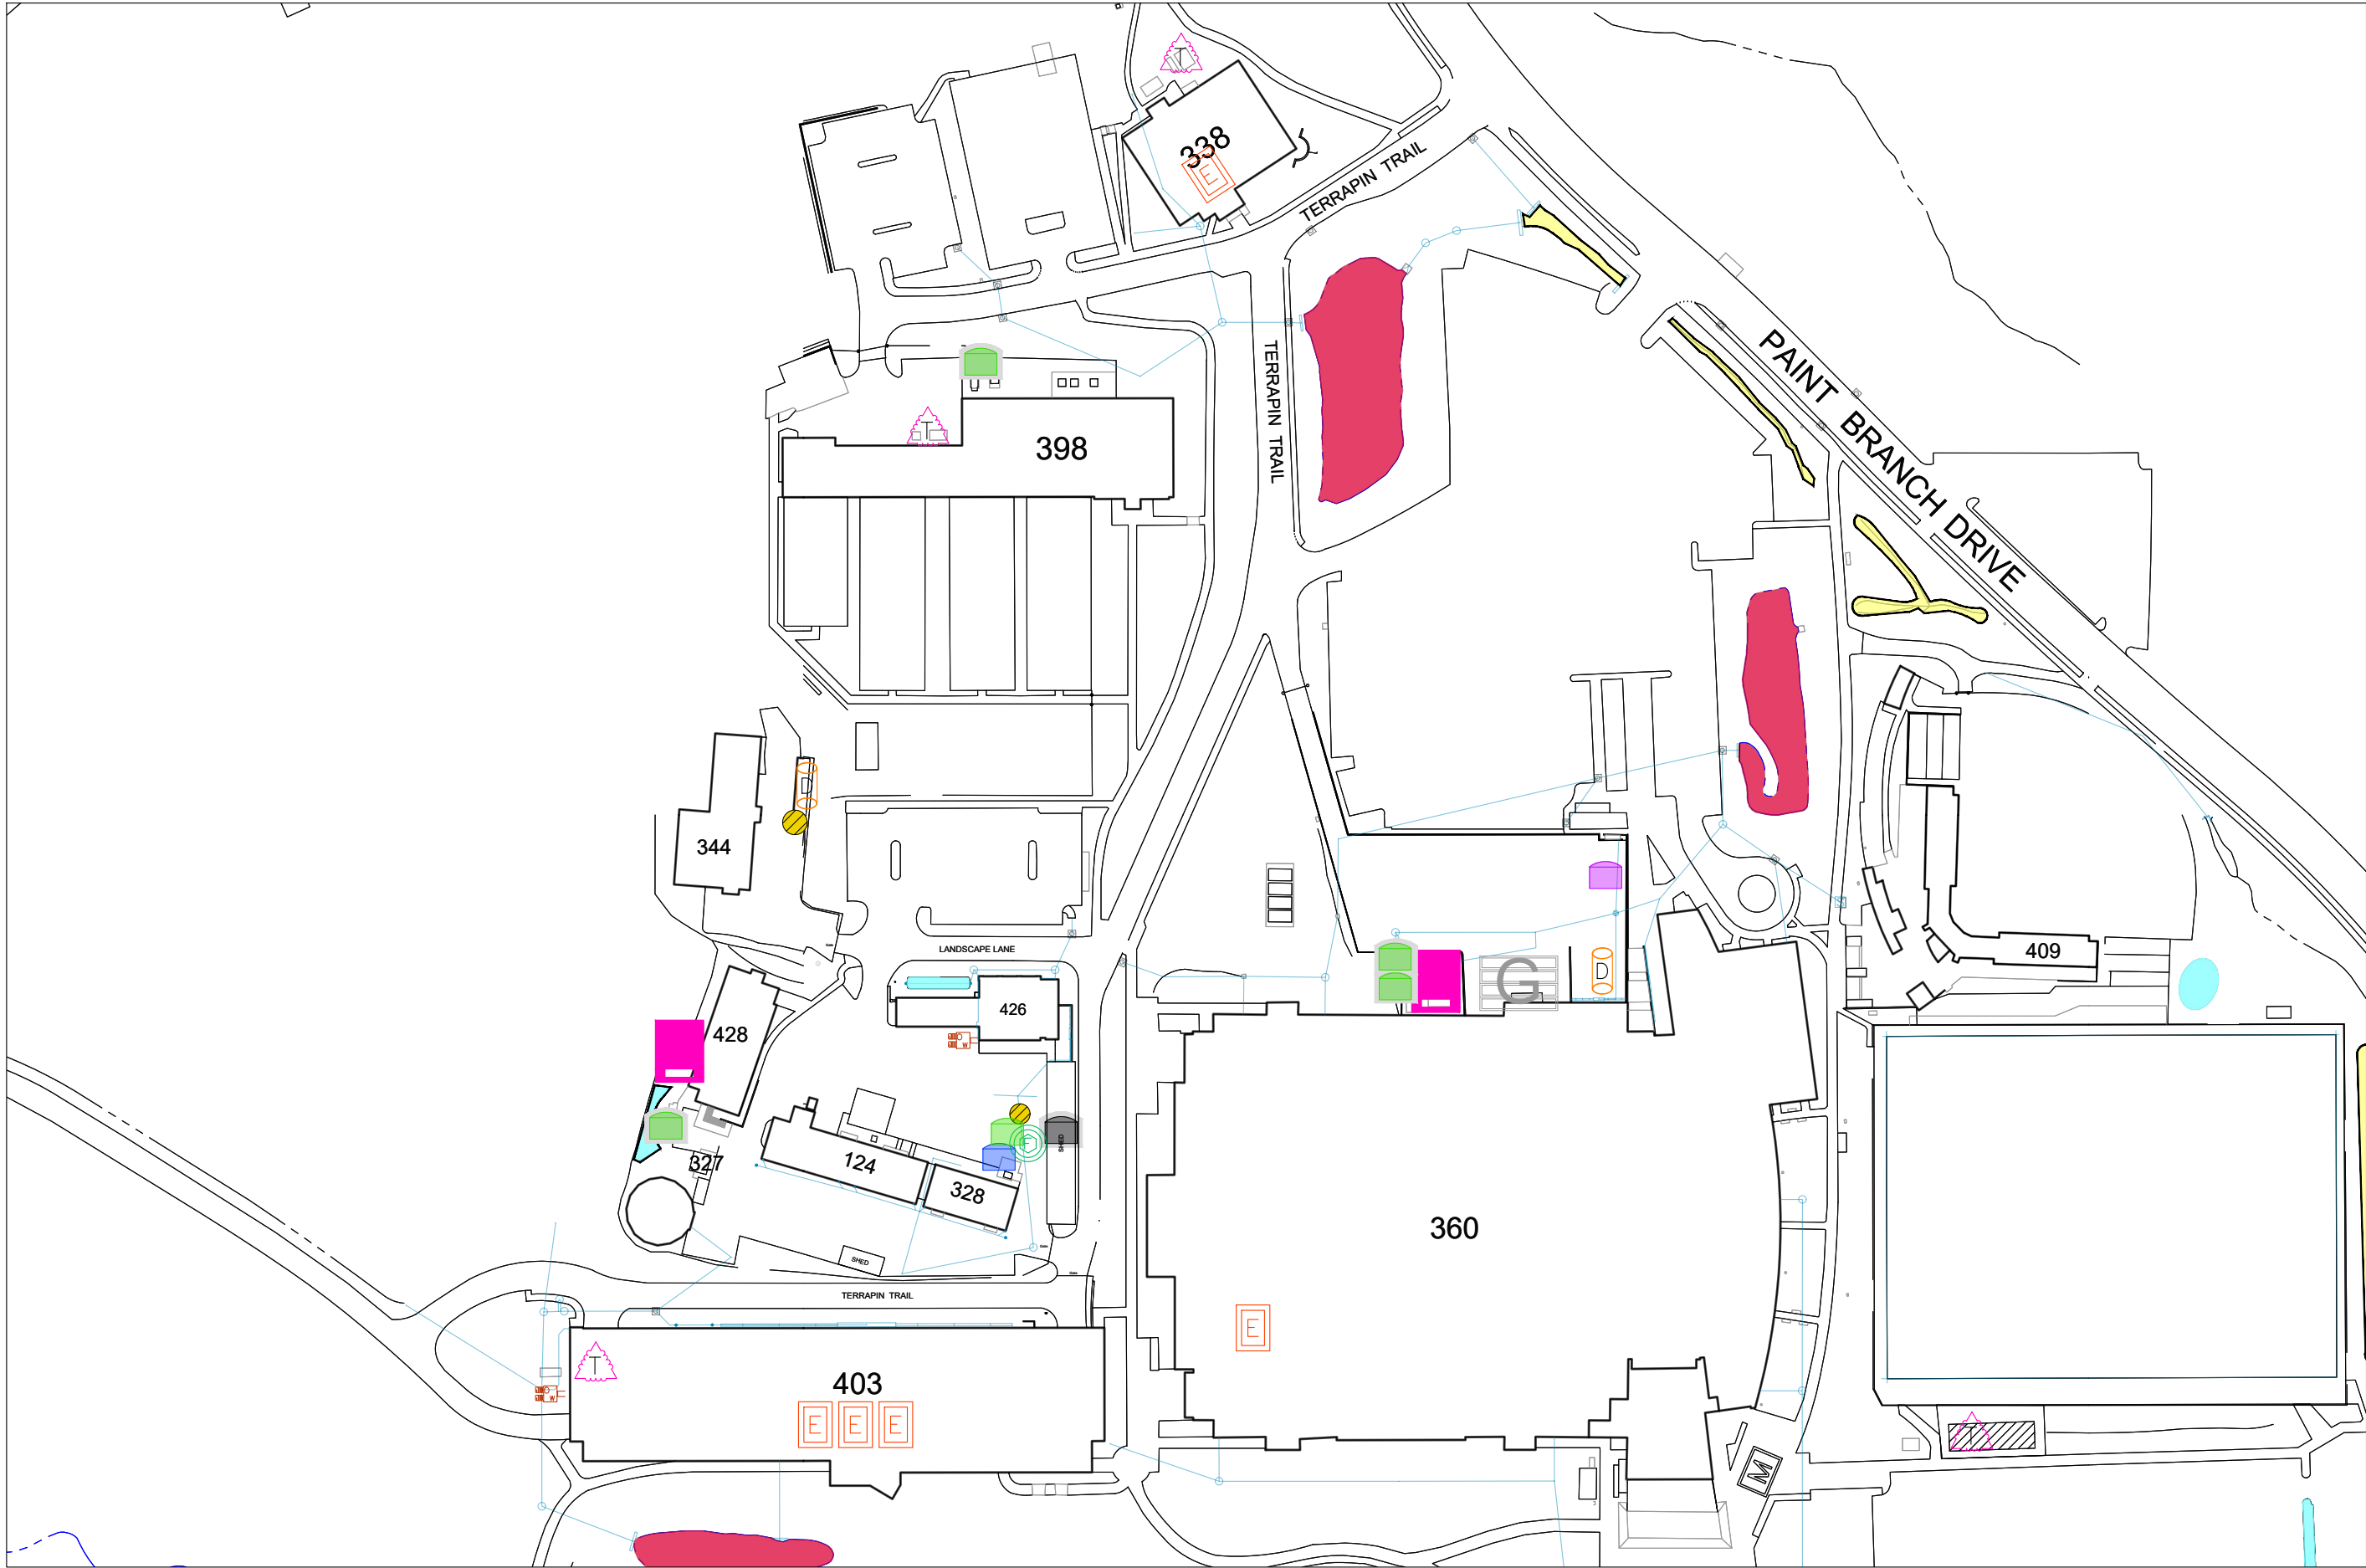 T
338
E
TERRAPIN TRAIL
TERRAPIN TRAIL
PAINT BRANCH DRIVE
T
398
D
344
LANDSCAPE LANE
409
G
D
426
428
W
SHED
F
327
124
328
360
SHED
TERRAPIN TRAIL
E
T
403
W
E E E
T
M